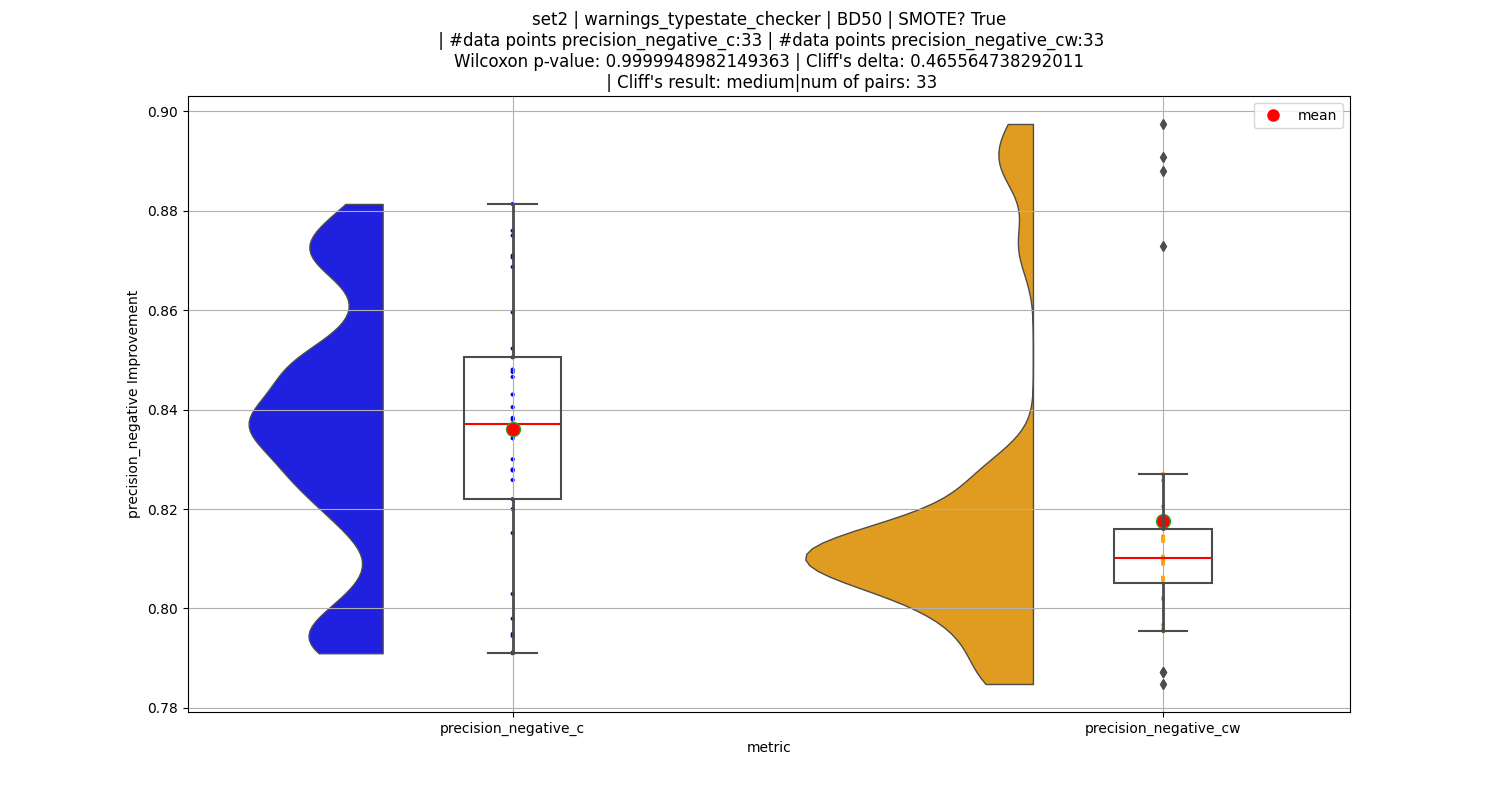 set2 | warnings_typestate_checker | BD50 | SMOTE? True
| #data points precision_negative_c:33 | #data points precision_negative_cw:33
Wilcoxon p-value: 0.9999948982149363 | Cliff's delta: 0.465564738292011
| Cliff's result: medium|num of pairs: 33
mean
0.90
0.88
0.86
0.84
0.82
0.80
0.78
precision_negative Improvement
precision_negative_c
precision_negative_cw
metric